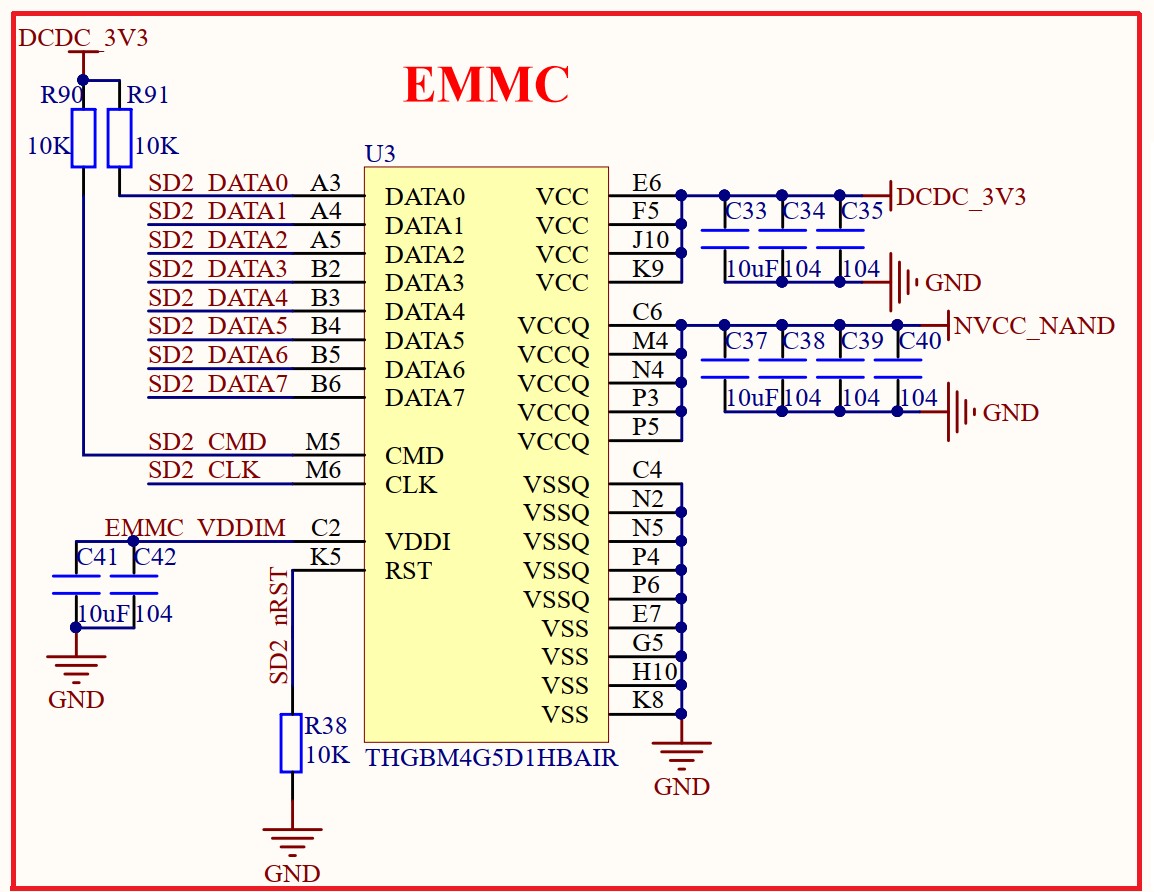 DCDC_3V3
EMMC
R90 R91
10K 10K
U3
SD2_DATA0 A3 DATA0 VCC E6 DCDC_3V3
SD2_DATA1 A4 DATA1 VCC F5 C33 C34 C35
SD2_DATA2 A5 DATA2 VCC J10
SD2_DATA3 B2 DATA3 VCC K9 10uF 104 104 GND
SD2_DATA4 B3 DATA4 VCCQ C6 NVCC_NAND
SD2_DATA5 B4 DATA5 VCCQ M4 C37 C38 C39 C40
SD2_DATA6 B5 DATA6 VCCQ N4
SD2_DATA7 B6 DATA7 VCCQ P3 10uF 104 104 104 GND
VCCQ P5
SD2_CMD M5 CMD
SD2_CLK M6 CLK VSSQ C4
VSSQ N2
EMMC_VDDIM C2 VDDI VSSQ N5
C41 C42 K5 RST VSSQ P4
VSSQ P6
10uF 104 SD2_nRST VSS E7
VSS G5
GND VSS H10
VSS K8
R38
10K THGBM4G5D1HBAIR
GND
GND